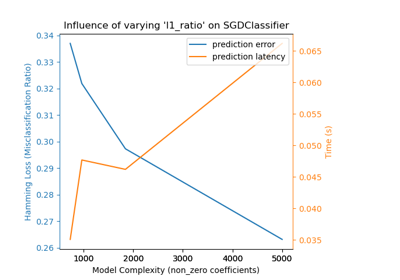 Influence of varying 'l1_ratio' on SGDClassifier
prediction error
prediction latency
Hamming Loss (Misclassification Ratio)
0.34
0.33
0.32
0.31
0.30
0.29
0.28
0.27
0.26
0.065
0.060
0.055
0.050
0.045
0.040
0.035
Time (s)
1000 2000 3000 4000 5000
Model Complexity (non_zero coefficients)